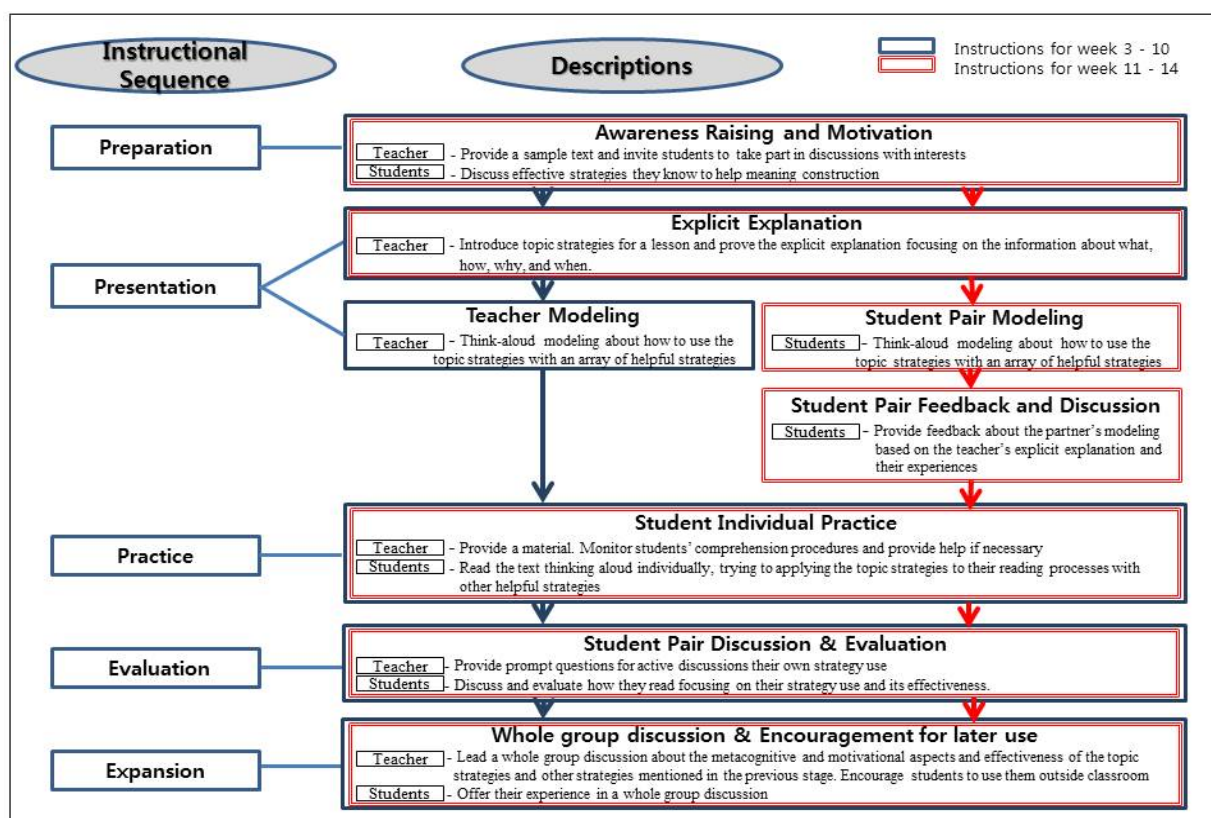 Instructional
Sequence
Descriptions
Instructions for week 3 - 10
Instructions for week 11 - 14
Preparation
Awareness Raising and Motivation
Teacher - Provide a sample text and invite students to take part in discussions with interests
Students - Discuss effective strategies they know to help meaning construction
Presentation
Explicit Explanation
Teacher - Introduce topic strategies for a lesson and prove the explicit explanation focusing on the information about what,
how, why, and when.
Teacher Modeling
Teacher - Think-aloud modeling about how to use the
topic strategies with an array of helpful strategies
Student Pair Modeling
Students - Think-aloud modeling about how to use the
topic strategies with an array of helpful strategies
Student Pair Feedback and Discussion
Students - Provide feedback about the partner's modeling
based on the teacher's explicit explanation and
their experiences
Practice
Student Individual Practice
Teacher - Provide a material. Monitor students' comprehension procedures and provide help if necessary
Students - Read the text thinking aloud individually, trying to applying the topic strategies to their reading processes with
other helpful strategies
Evaluation
Student Pair Discussion & Evaluation
Teacher - Provide prompt questions for active discussions their own strategy use
Students - Discuss and evaluate how they read focusing on their strategy use and its effectiveness.
Expansion
Whole group discussion & Encouragement for later use
Teacher - Lead a whole group discussion about the metacognitive and motivational aspects and effectiveness of the topic
strategies and other strategies mentioned in the previous stage. Encourage students to use them outside classroom
Students - Offer their experience in a whole group discussion